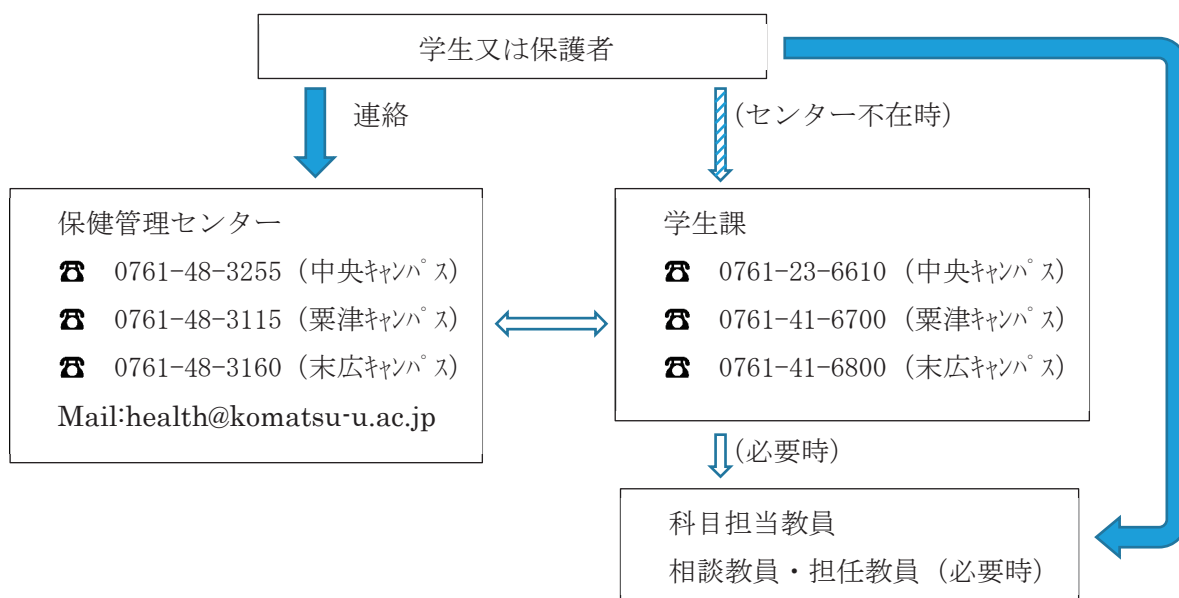 学生又は保護者
連絡
(センター不在時)
保健管理センター
☎ 0761-48-3255 (中央ｷｬﾝﾊﾟｽ)
☎ 0761-48-3115 (粟津ｷｬﾝﾊﾟｽ)
☎ 0761-48-3160 (末広ｷｬﾝﾊﾟｽ)
Mail:health@komatsu-u.ac.jp
学生課
☎ 0761-23-6610 (中央ｷｬﾝﾊﾟｽ)
☎ 0761-41-6700 (粟津ｷｬﾝﾊﾟｽ)
☎ 0761-41-6800 (末広ｷｬﾝﾊﾟｽ)
(必要時)
科目担当教員
相談教員・担任教員 (必要時)